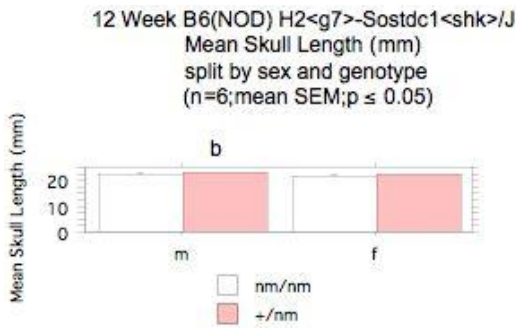 12 Week B6(NOD) H2<g7>-Sostdc1<shk>/J
Mean Skull Length (mm)
split by sex and genotype
(n=6;mean SEM;p ≤ 0.05)
b
Mean Skull Length (mm)
20
10
0
m
f
nm/nm
+/nm